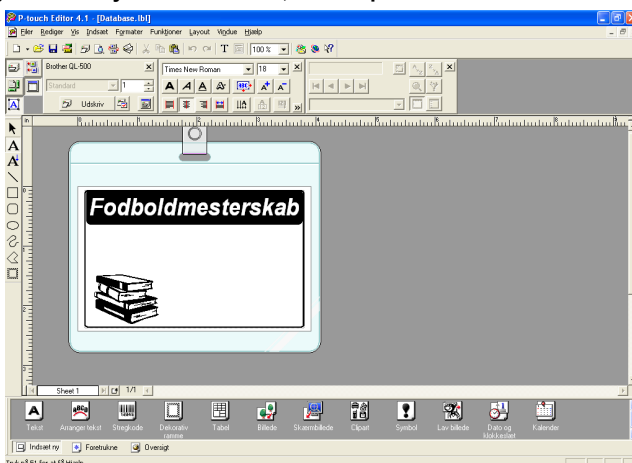 P-touch Editor 4.1 - [Database.lbl]
Filer Rediger Vis Indsæt Formater Funktioner Layout Vindue Hjælp
100 %
Brother QL-500
Times New Roman 18
Standard 1
Udskriv
Fodboldmesterskab
Sheet 1 1/1
Tekst Arranger tekst Stregkode Dekorativ ramme Tabel Billede Skærmbillede Clipart Symbol Lav billede Dato og klokkeslæt Kalender
Indsæt ny Foretrukne Oversigt